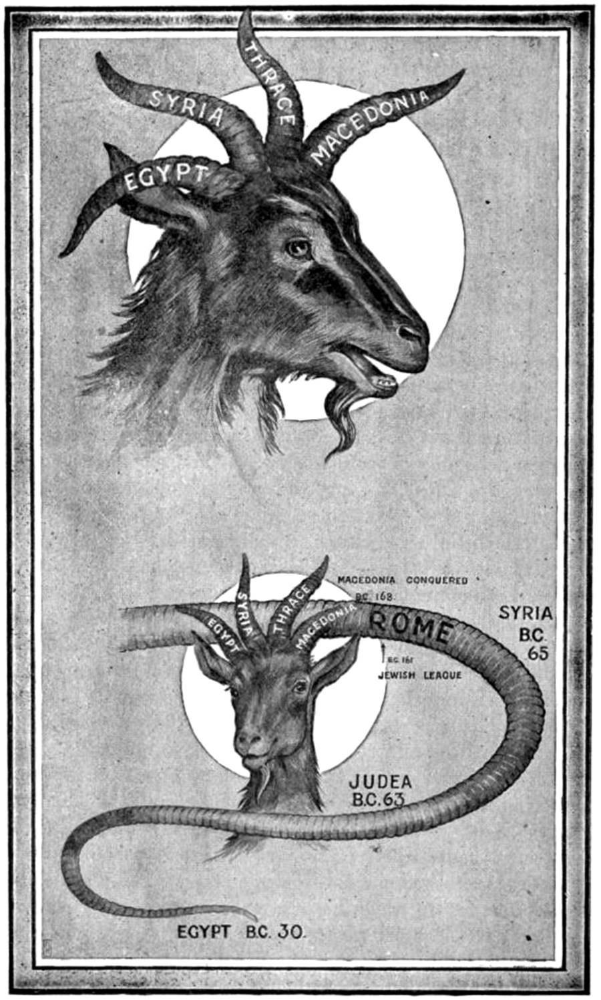 THRACE
SYRIA
MACEDONIA
EGYPT
MACEDONIA CONQUERED
B.C. 168.
SYRIA
B.C.
65
EGYPT
SYRIA
THRACE
MACEDONIA
ROME
B.C. 161
JEWISH LEAGUE
JUDEA
B.C. 63
EGYPT B.C. 30.